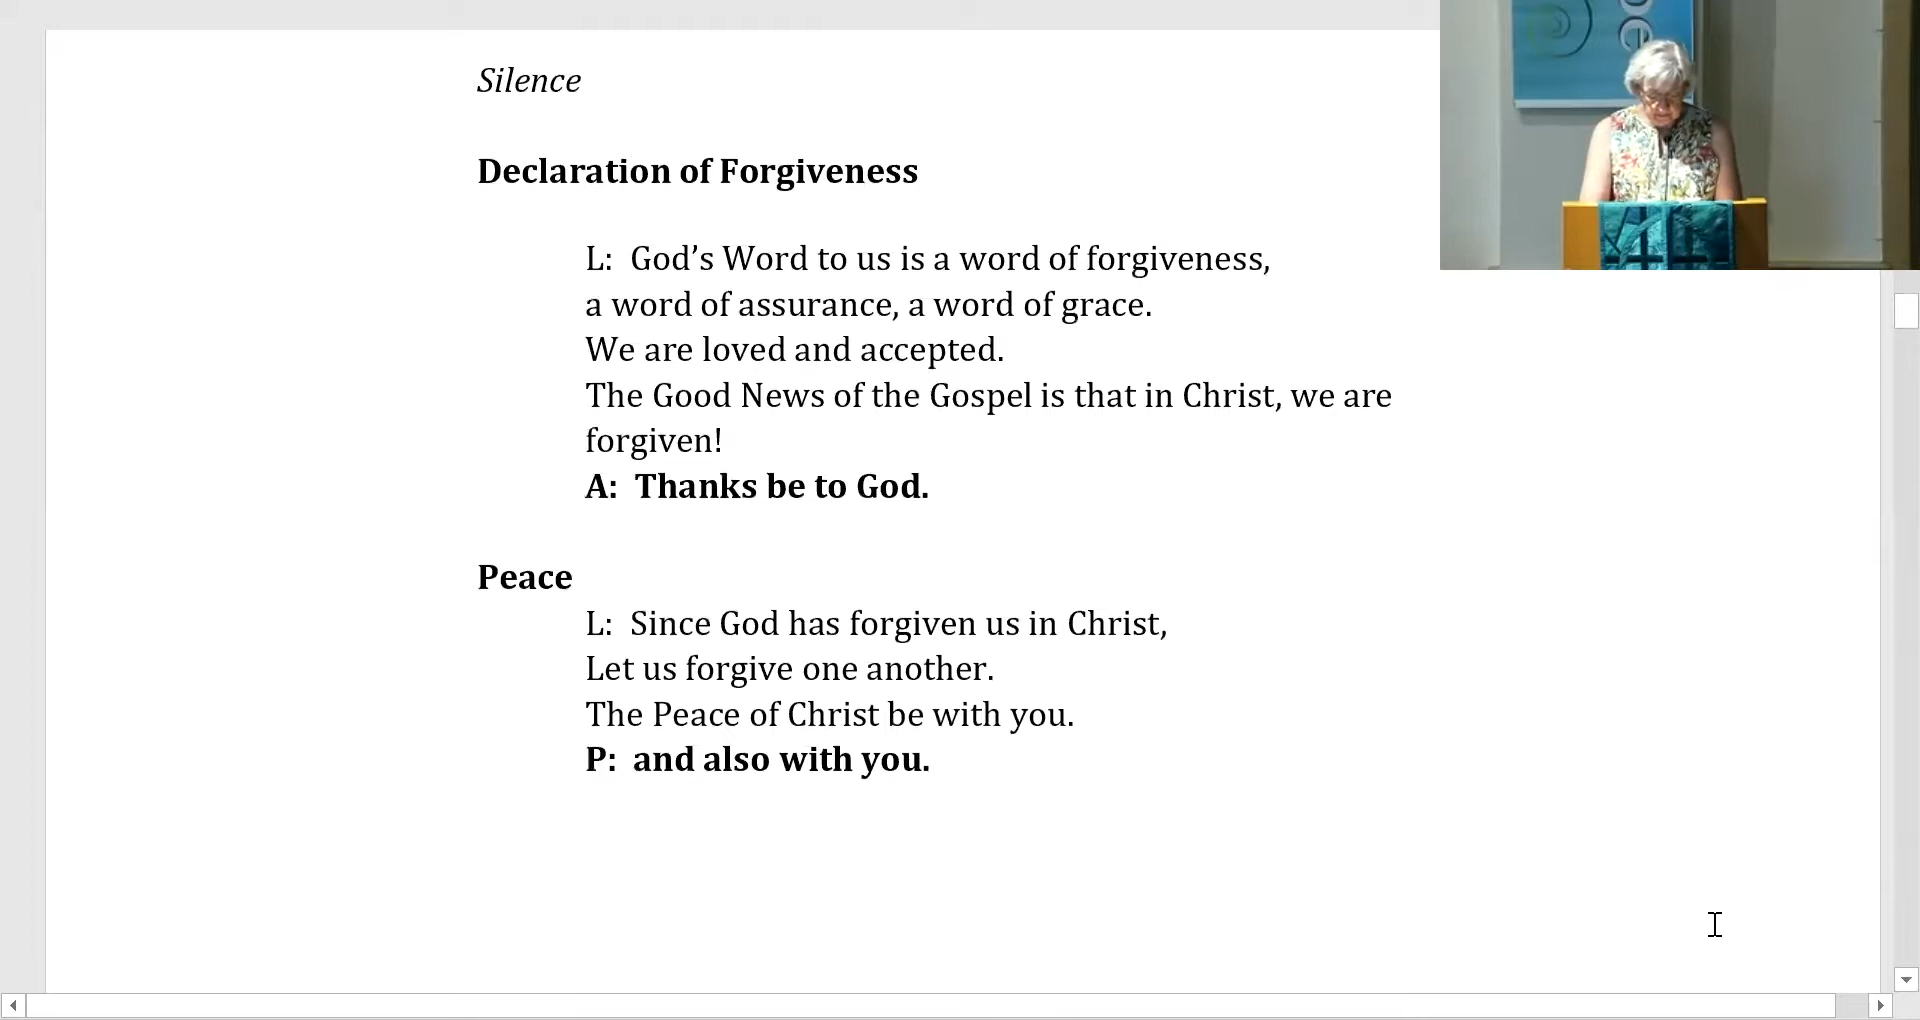 Silence
Declaration of Forgiveness
L:  God’s Word to us is a word of forgiveness,
a word of assurance, a word of grace.
We are loved and accepted.
The Good News of the Gospel is that in Christ, we are
forgiven!
A:  Thanks be to God.
Peace
L:  Since God has forgiven us in Christ,
Let us forgive one another.
The Peace of Christ be with you.
P:  and also with you.